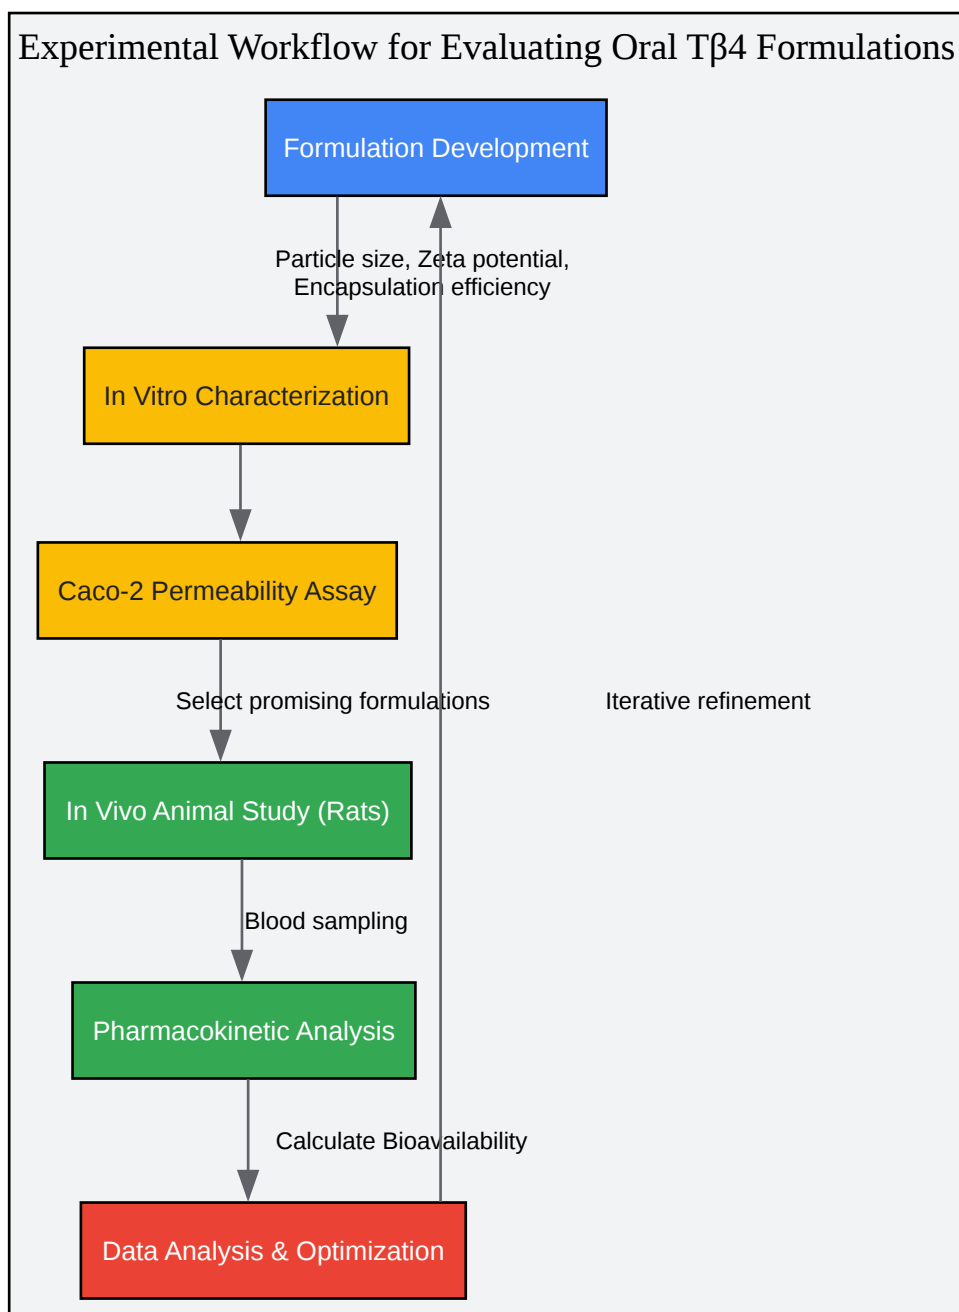 Experimental Workflow for Evaluating Oral Tβ4 Formulations
Formulation Development
Particle size, Zeta potential,
Encapsulation efficiency
In Vitro Characterization
Caco-2 Permeability Assay
Select promising formulations
Iterative refinement
In Vivo Animal Study (Rats)
Blood sampling
Pharmacokinetic Analysis
Calculate Bioavailability
Data Analysis & Optimization